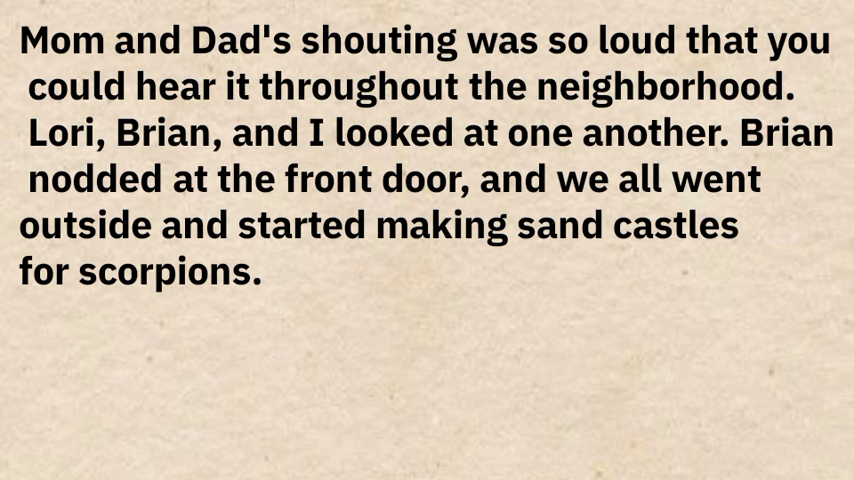 Mom and Dad's shouting was so loud that you
could hear it throughout the neighborhood.
Lori, Brian, and I looked at one another. Brian
nodded at the front door, and we all went
outside and started making sand castles
for scorpions.